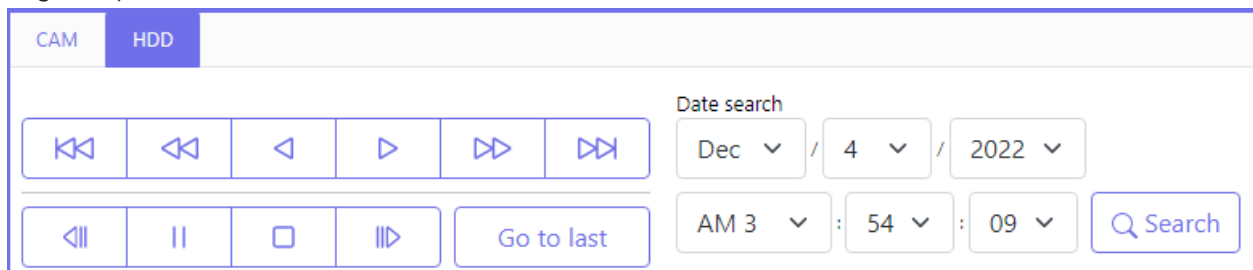 CAM HDD
Date search
Dec / 4 / 2022
AM 3 : 54 : 09 Search
Go to last